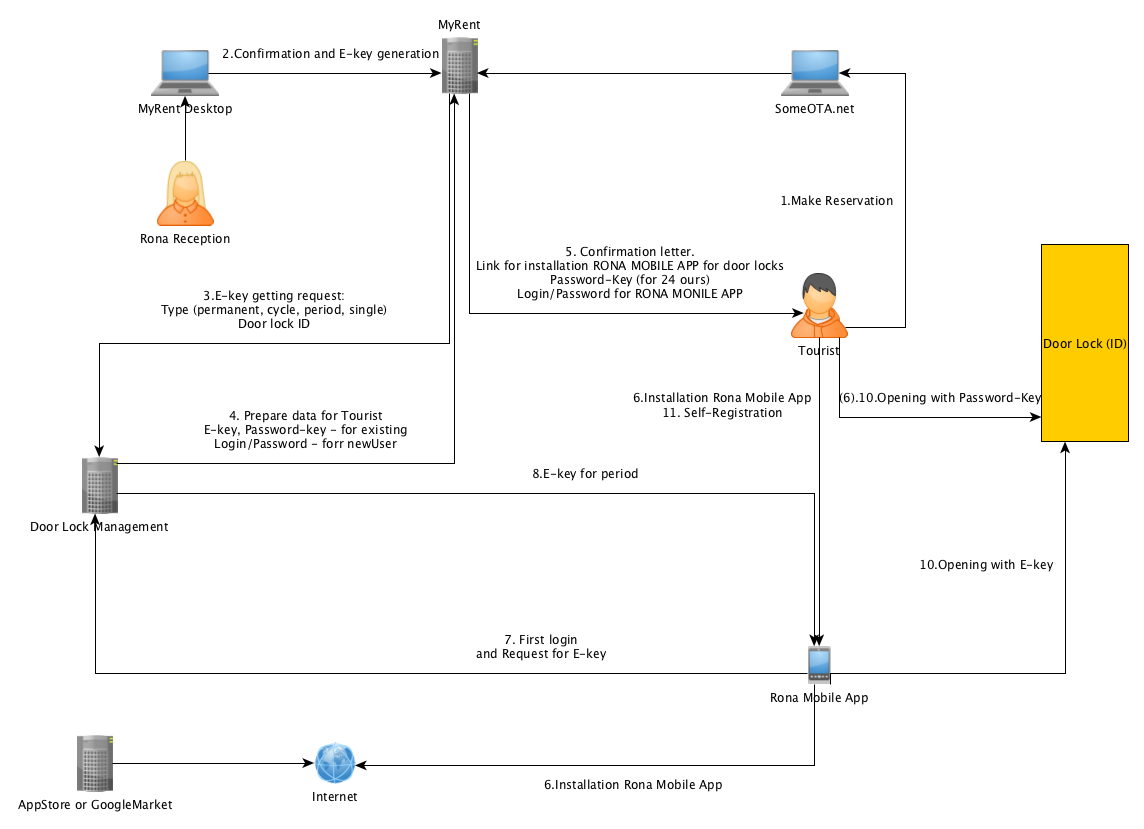 MyRent
2.Confirmation and E-key generation
MyRent Desktop
SomeOTA.net
1.Make Reservation
Rona Reception
5. Confirmation letter.
Link for installation RONA MOBILE APP for door locks
Password-Key (for 24 ours)
Login/Password for RONA MONILE APP
3.E-key getting request:
Type (permanent, cycle, period, single)
Door lock ID
Tourist
Door Lock (ID)
6.Installation Rona Mobile App
11. Self-Registration
(6).10.Opening with Password-Key
4. Prepare data for Tourist
E-key, Password-key - for existing
Login/Password - forr newUser
8.E-key for period
Door Lock Management
10.Opening with E-key
7. First login
and Request for E-key
Rona Mobile App
6.Installation Rona Mobile App
Internet
AppStore or GoogleMarket